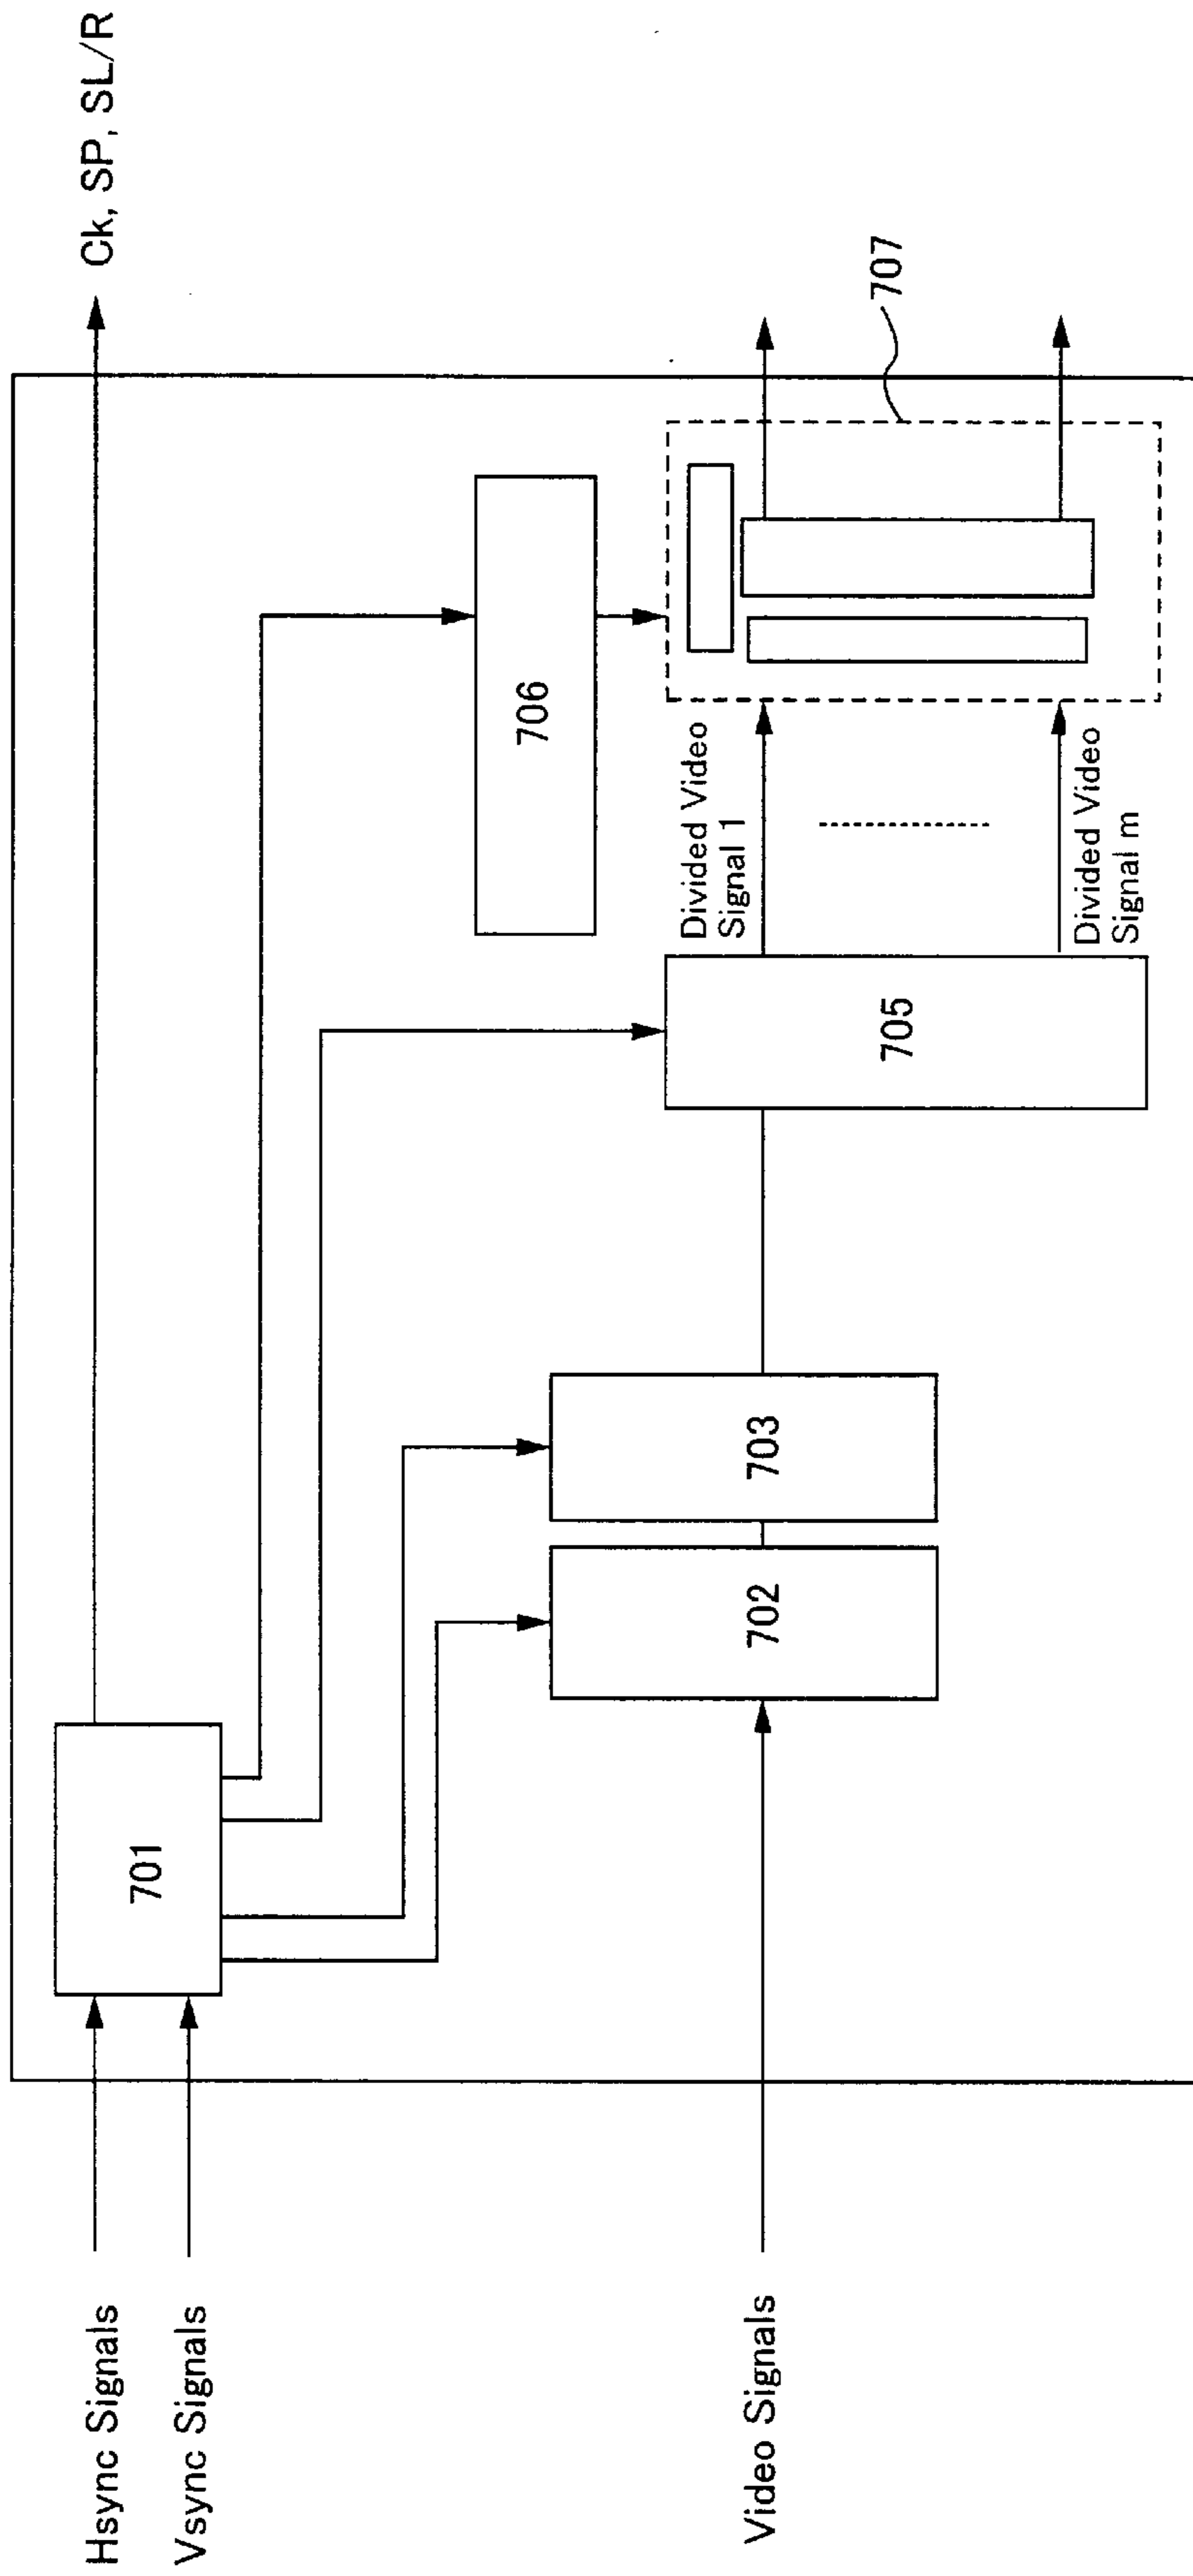 Hsync Signals
Vsync Signals
701
Ck, SP, SL/R
Video Signals
702
703
705
706
Divided Video
Signal 1
Divided Video
Signal m
707